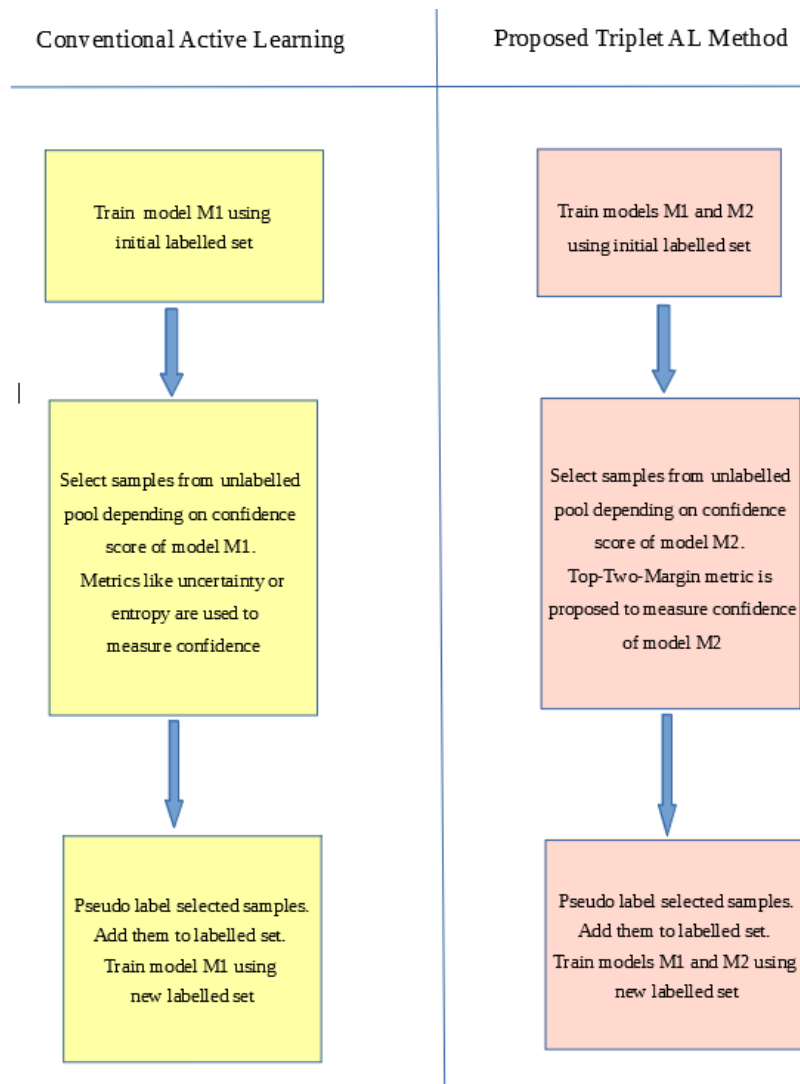 Conventional Active Learning
Proposed Triplet AL Method
Train model M1 using
initial labelled set
Select samples from unlabelled
pool depending on confidence
score of model M1.
Metrics like uncertainty or
entropy are used to
measure confidence
Pseudo label selected samples.
Add them to labelled set.
Train model M1 using
new labelled set
Train models M1 and M2
using initial labelled set
Select samples from unlabelled
pool depending on confidence
score of model M2.
Top-Two-Margin metric is
proposed to measure confidence
of model M2
Pseudo label selected samples.
Add them to labelled set.
Train models M1 and M2 using
new labelled set